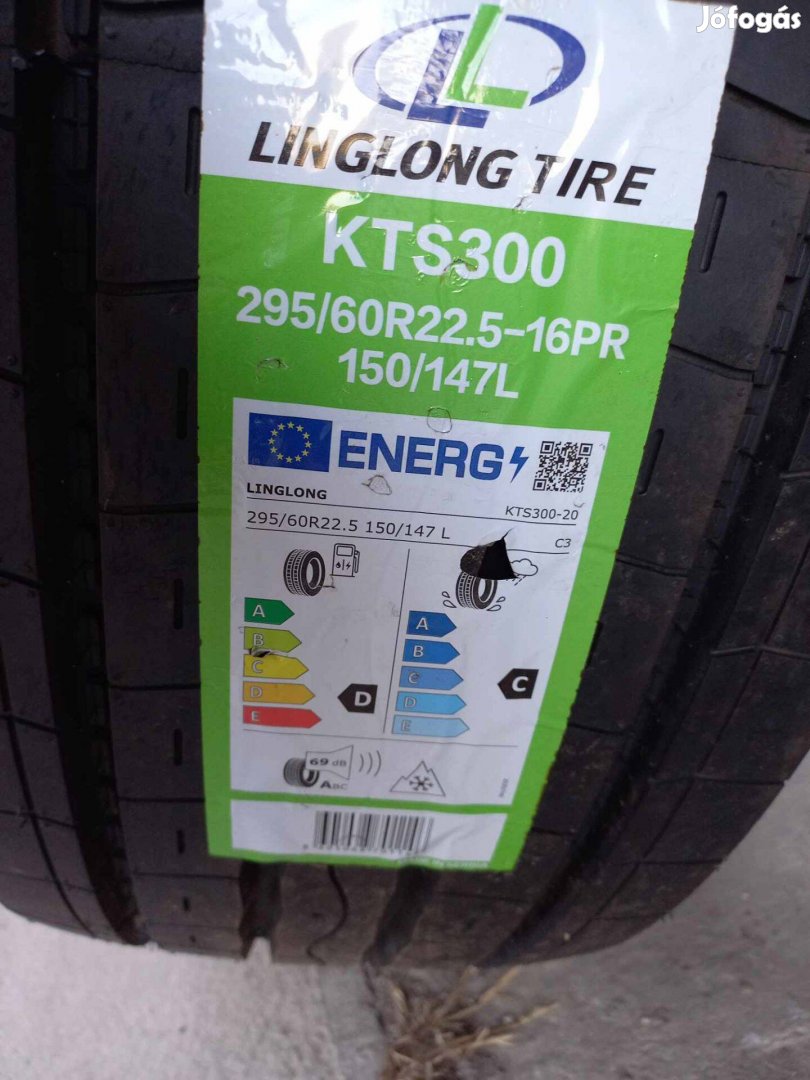 Jófogás
LINGLONG TIRE
KTS300
295/60R22.5-16PR
150/147L
ENERG
LINGLONG
KTS300-20
295/60R22.5 150/147 L
C3
A
B
C
D
E
D
A
B
C
D
E
C
69 dB
ABC